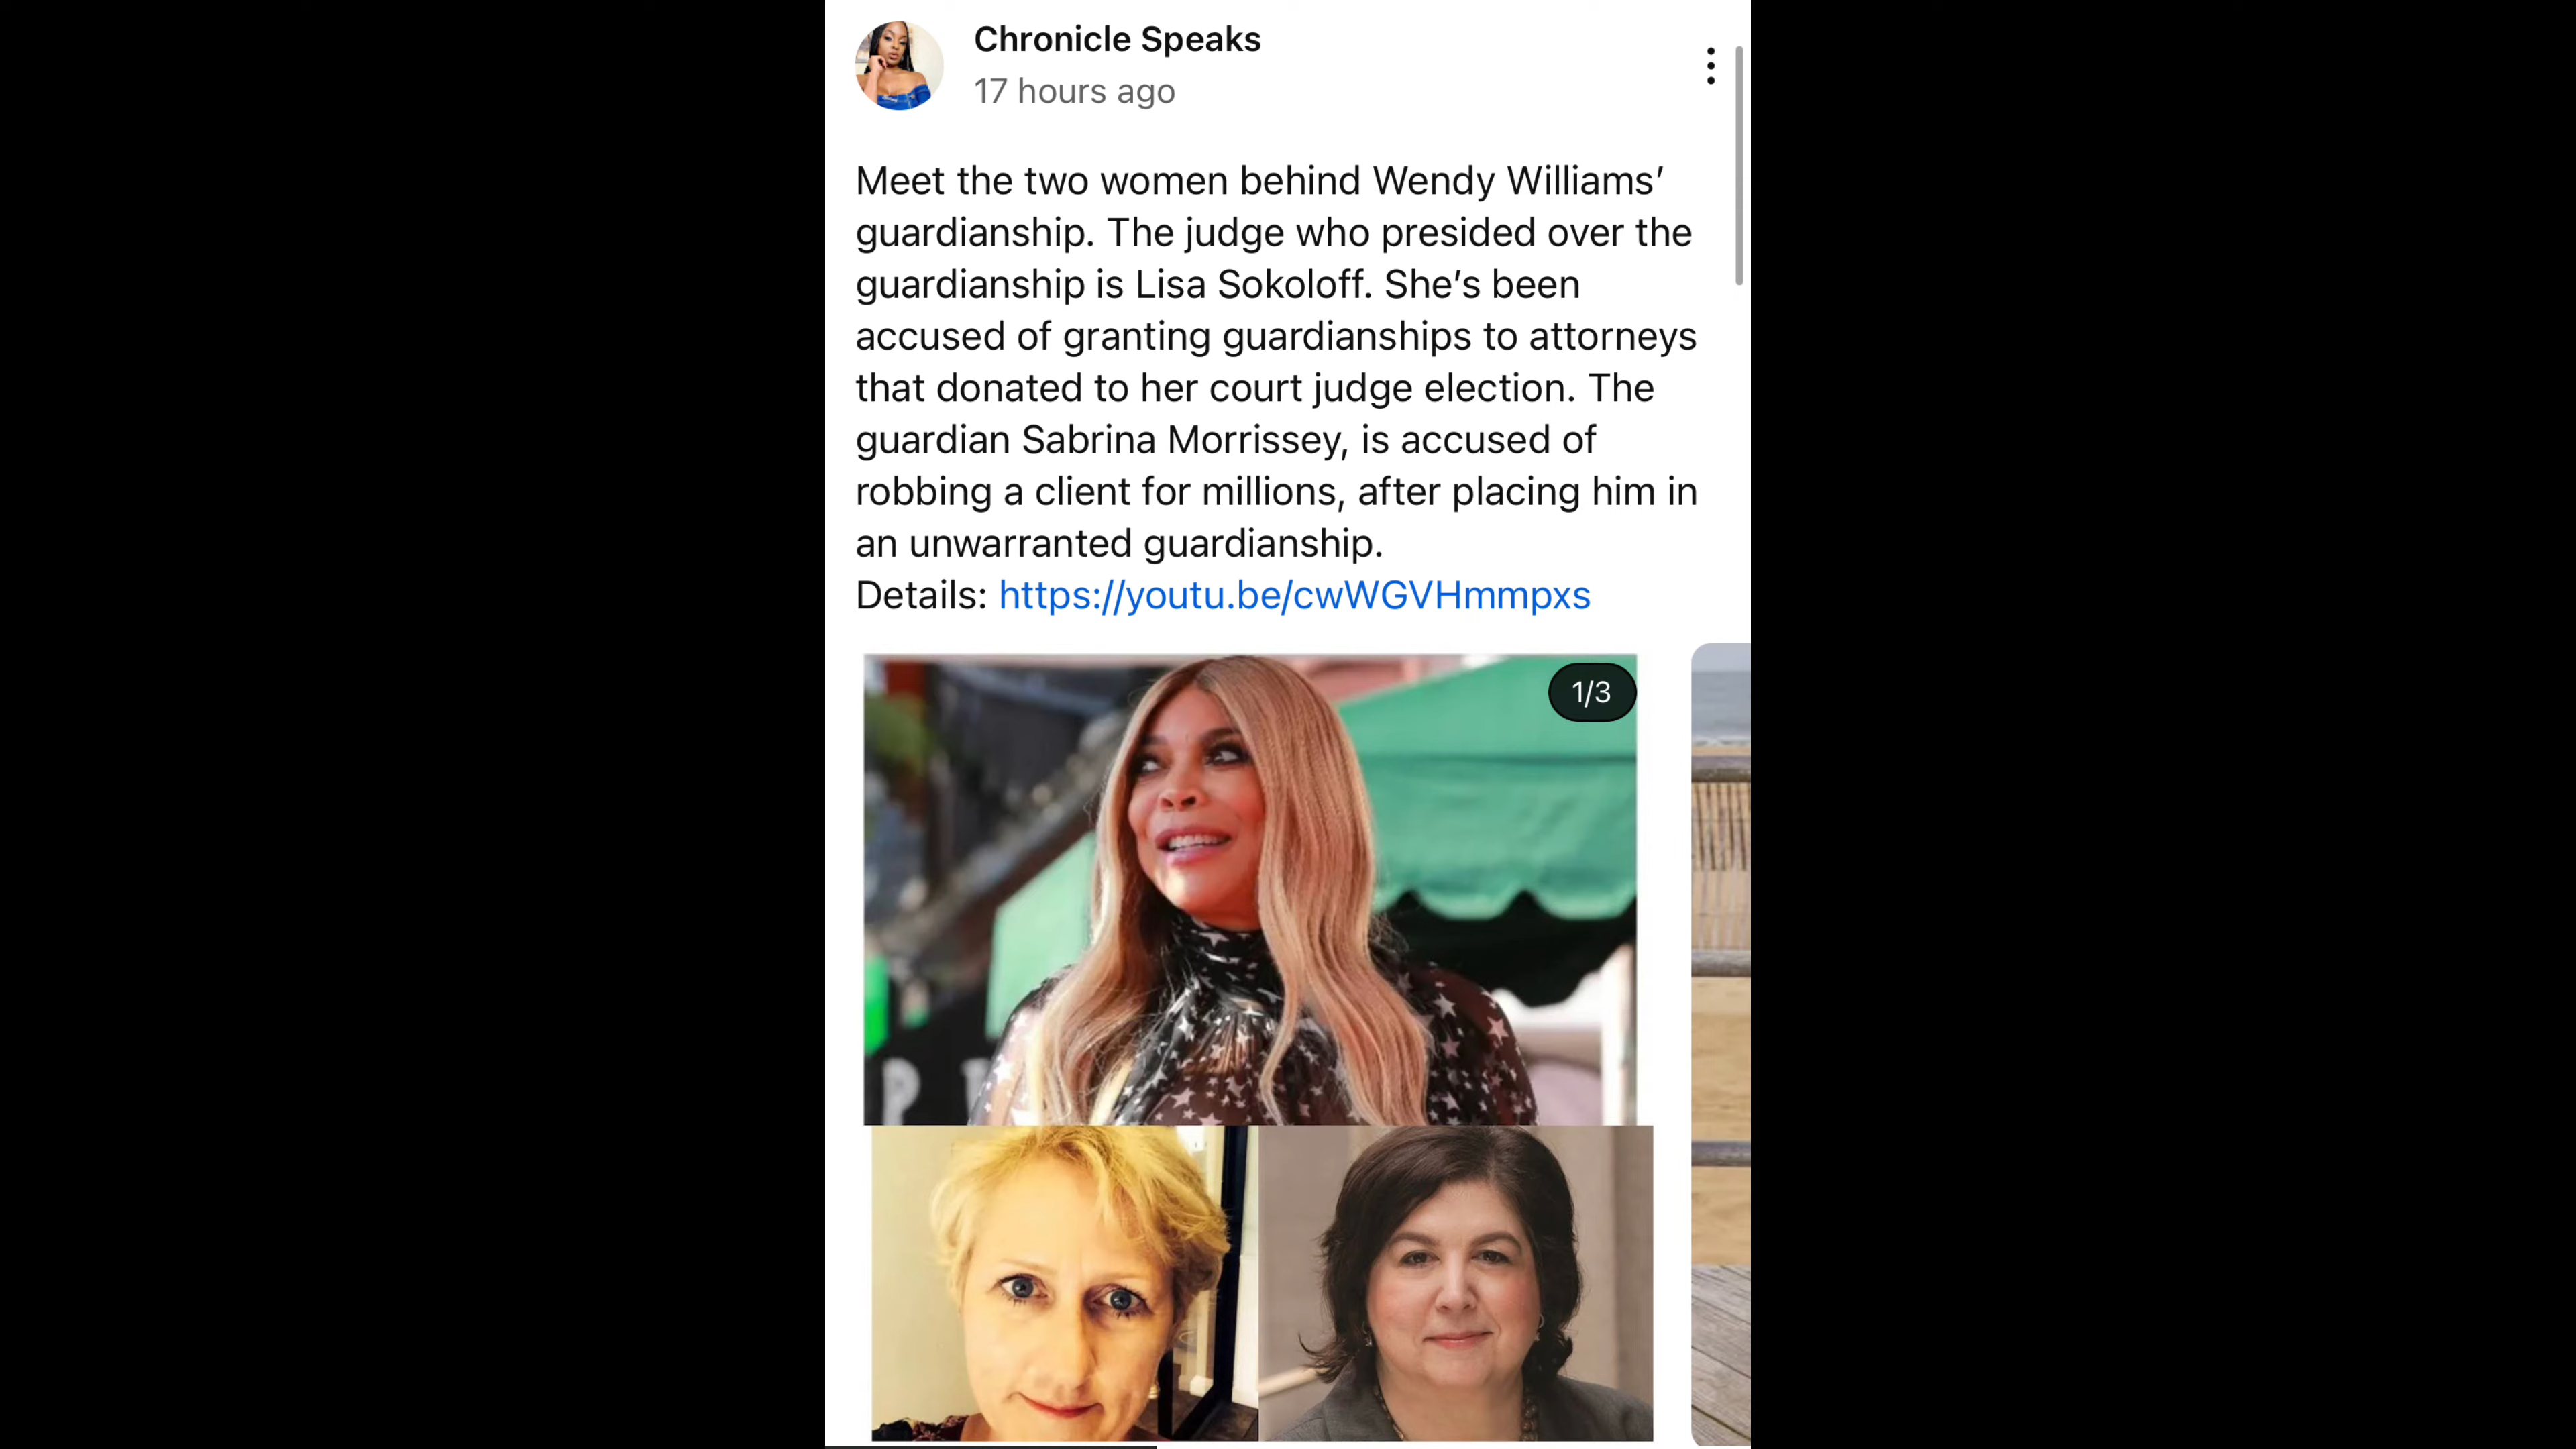 Chronicle Speaks
17 hours ago
Meet the two women behind Wendy Williams’
guardianship. The judge who presided over the
guardianship is Lisa Sokoloff. She’s been
accused of granting guardianships to attorneys
that donated to her court judge election. The
guardian Sabrina Morrissey, is accused of
robbing a client for millions, after placing him in
an unwarranted guardianship.
Details: https://youtu.be/cwWGVHmmpxs
1/3
P